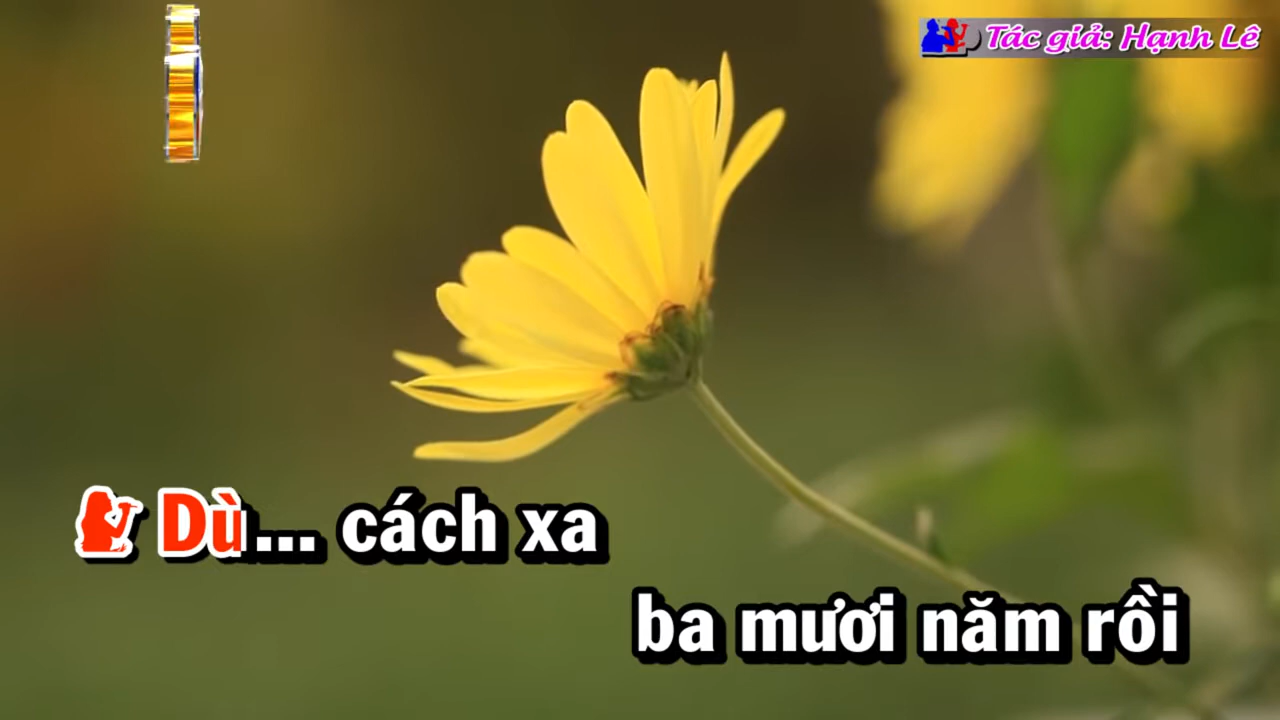 Tác giả: Hạnh Lê
Dù... cách xa
ba mươi năm rồi